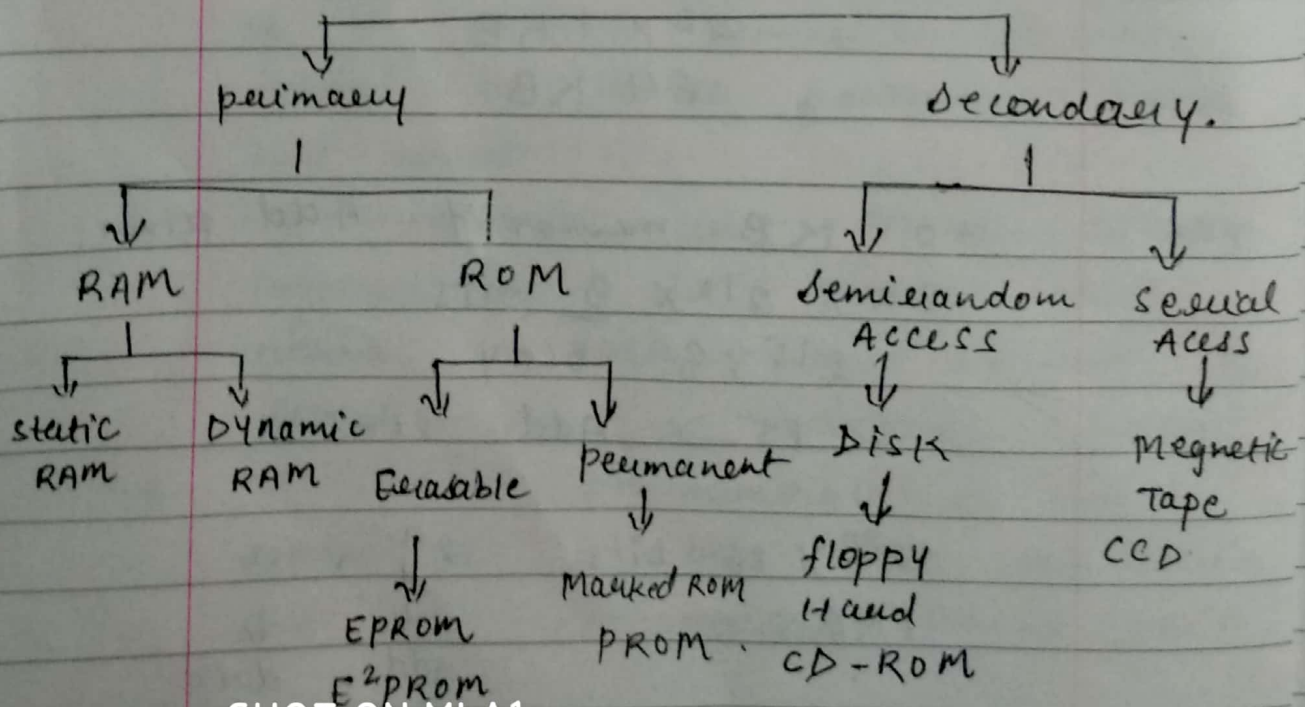 primary
Secondary.
RAM
ROM
Semirandom
ACCESS
Serial
Acess
Static
RAM
Dynamic
RAM
Erasable
permanent
Disk
Megnetic
Tape
CCD
EPROM
E²PROM
Marked ROM
PROM.
floppy
Hard
CD-ROM